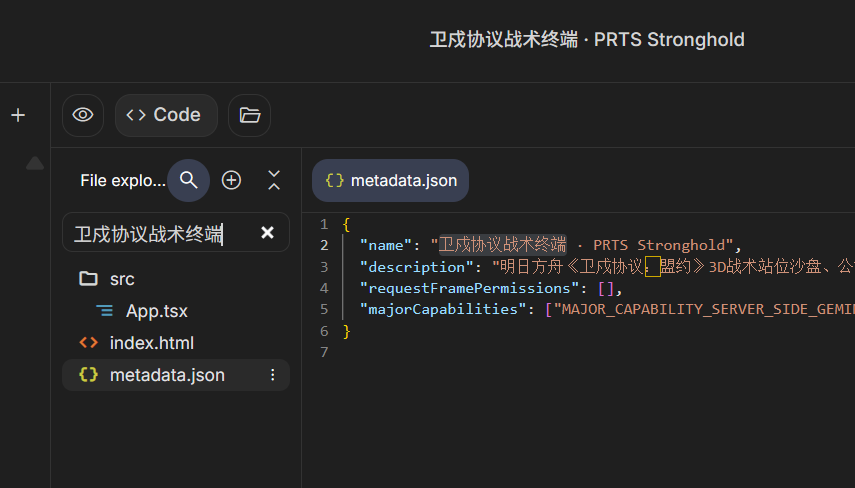 卫戍协议战术终端 · PRTS Stronghold
Code
File explo...
metadata.json
卫戍协议战术终端
src
App.tsx
index.html
metadata.json
1 {
2 "name": "卫戍协议战术终端 · PRTS Stronghold",
3 "description": "明日方舟《卫戍协议：盟约》3D战术站位沙盘、公
4 "requestFramePermissions": [],
5 "majorCapabilities": ["MAJOR_CAPABILITY_SERVER_SIDE_GEMI
6 }
7